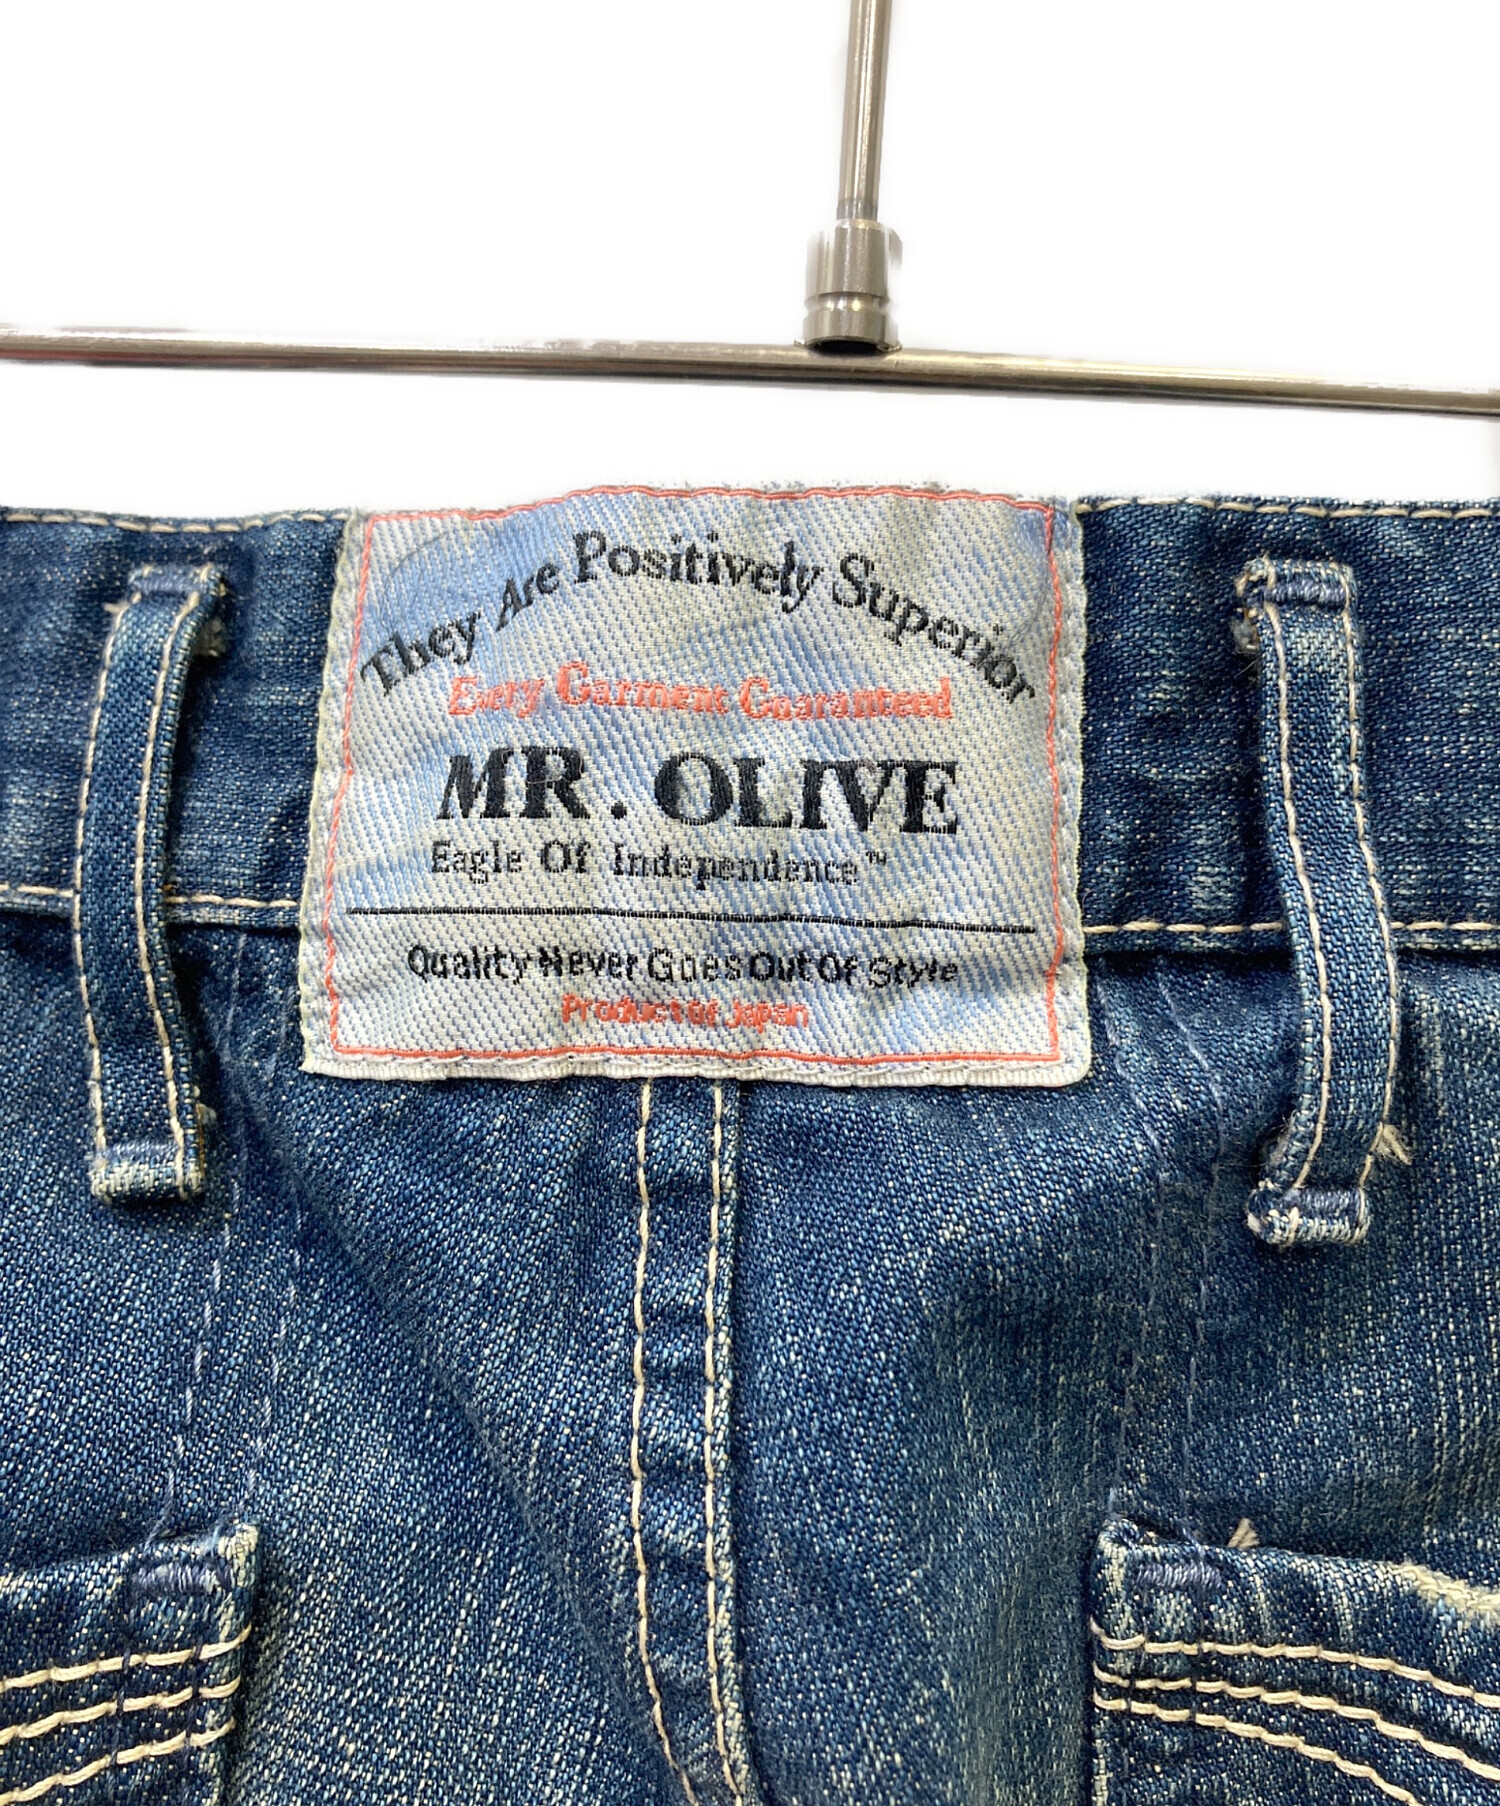 They Are Positively Superior
Every Garment Guaranteed
MR. OLIVE
Eagle Of Independence™
Quality Never Goes Out Of Style
Product of Japan